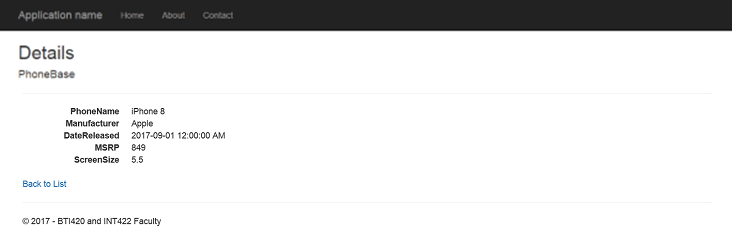 Application name Home About Contact
Details
PhoneBase
PhoneName iPhone 8
Manufacturer Apple
DateReleased 2017-09-01 12:00:00 AM
MSRP 849
ScreenSize 5.5
Back to List
© 2017 - BTI420 and INT422 Faculty